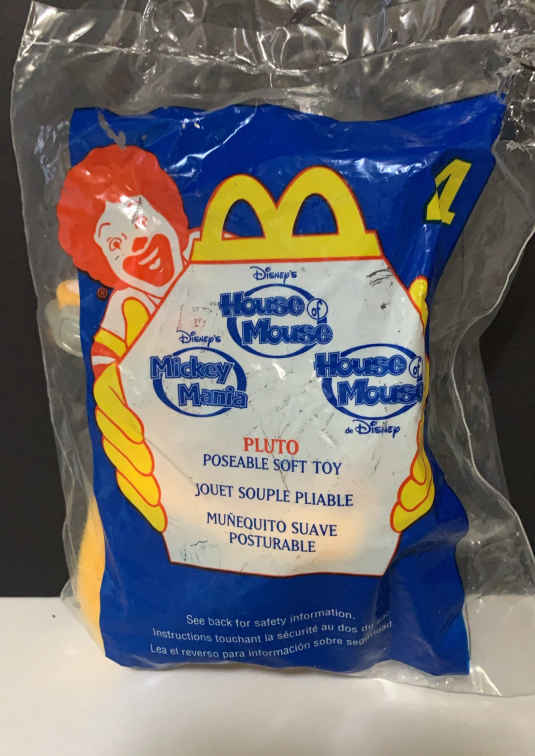 1
Disney's
House of
Mouse
Disney's
Mickey
Mania
House of
Mouse
de Disney
PLUTO
POSEABLE SOFT TOY
JOUET SOUPLE PLIABLE
MUÑEQUITO SUAVE
POSTURABLE
See back for safety information.
Instructions touchant la sécurité au dos du
Lea el reverso para información sobre seguridad